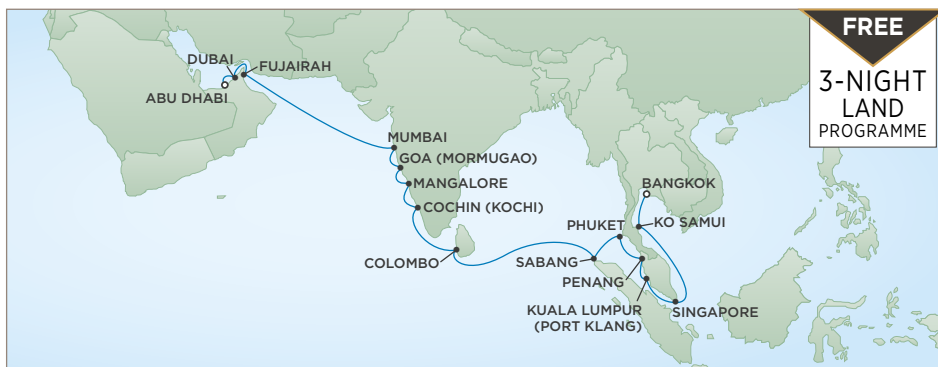 FREE
3-NIGHT
LAND
PROGRAMME
DUBAI
FUJAIRAH
ABU DHABI
MUMBAI
GOA (MORMUGAO)
MANGALORE
COCHIN (KOCHI)
COLOMBO
BANGKOK
PHUKET
KO SAMUI
SABANG
PENANG
KUALA LUMPUR
(PORT KLANG)
SINGAPORE